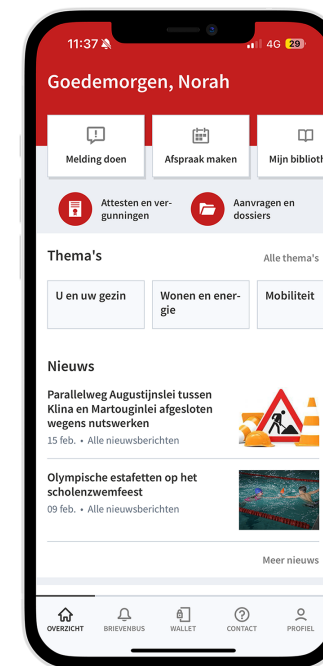 11:37
4G 29
Goedemorgen, Norah
Melding doen
Afspraak maken
Mijn biblioth
Attesten en ver-
gunningen
Aanvragen en
dossiers
Thema's
Alle thema's
U en uw gezin
Wonen en ener-
gie
Mobiliteit
Nieuws
Parallelweg Augustijnslei tussen
Klina en Martouginlei afgesloten
wegens nutswerken
15 feb. • Alle nieuwsberichten
Olympische estafetten op het
scholenzwemfeest
09 feb. • Alle nieuwsberichten
Meer nieuws
OVERZICHT
BRIEVENBUS
WALLET
CONTACT
PROFIEL